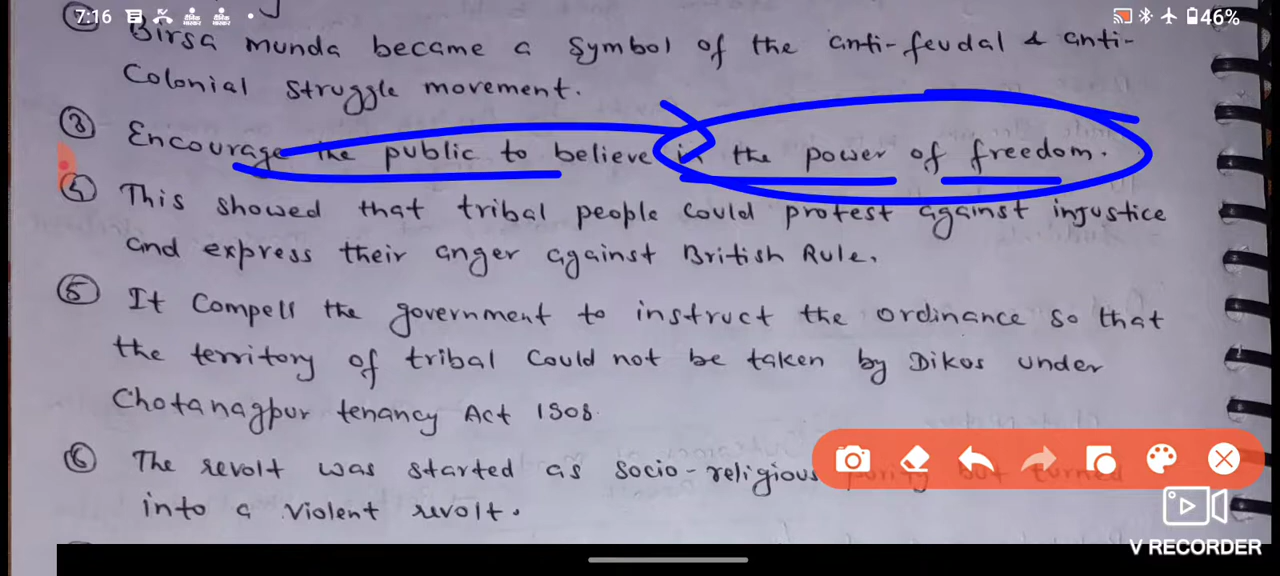 7:16 46%
② Birsa munda became a symbol of the anti-feudal & anti-
Colonial struggle movement.
③ Encourage the public to believe in the power of freedom.
④ This showed that tribal people could protest against injustice
and express their anger against British Rule.
⑤ It Compell the government to instruct the ordinance so that
the territory of tribal could not be taken by Dikos under
Chotanagpur tenancy Act 1908.
⑥ The revolt was started as socio-religious purity but turned
into a violent revolt.
V RECORDER